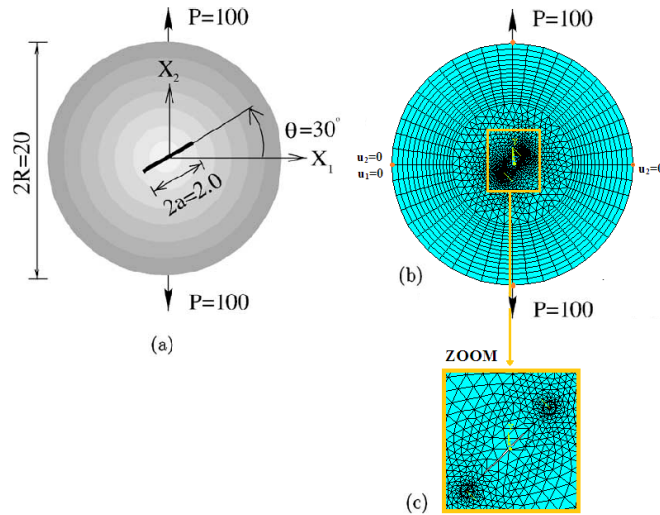 P=100
X₂
2R=20
θ=30°
X₁
2a=2.0
P=100
(a)
P=100
u₂=0
u₁=0
u₂=0
(b)
P=100
ZOOM
(c)